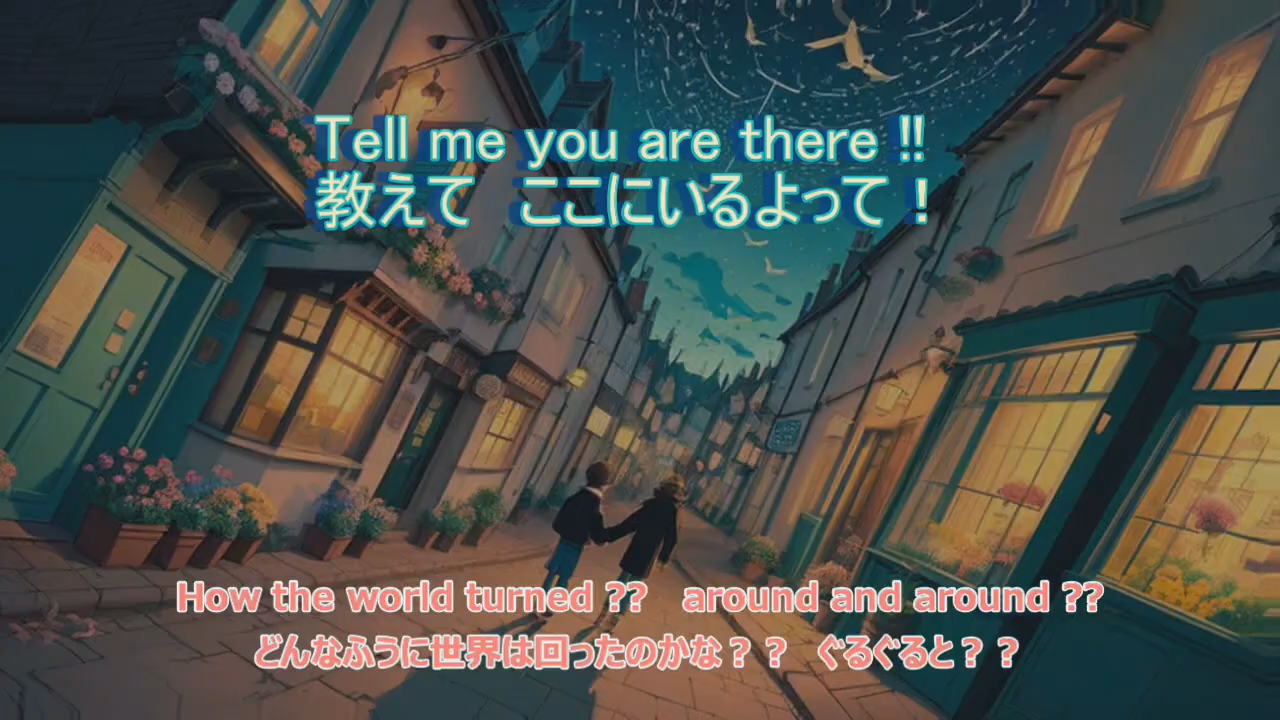 Tell me you are there !!
教えて　ここにいるよって！
How the world turned ??　around and around ??
どんなふうに世界は回ったのかな？？　ぐるぐると？？